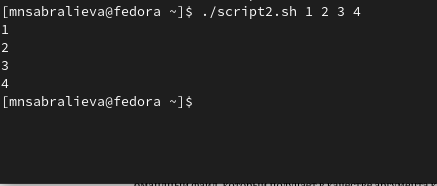 [mnsabralieva@fedora ~]$ ./script2.sh 1 2 3 4
1
2
3
4
[mnsabralieva@fedora ~]$